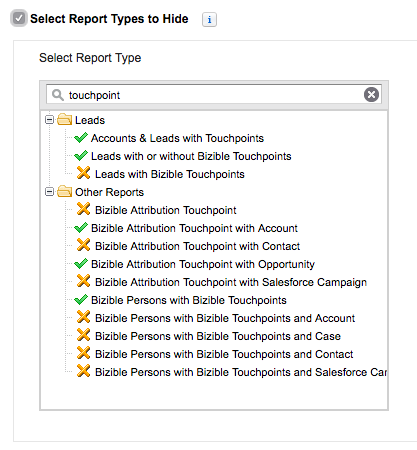 Select Report Types to Hide i
Select Report Type
touchpoint
Leads
Accounts & Leads with Touchpoints
Leads with or without Bizible Touchpoints
Leads with Bizible Touchpoints
Other Reports
Bizible Attribution Touchpoint
Bizible Attribution Touchpoint with Account
Bizible Attribution Touchpoint with Contact
Bizible Attribution Touchpoint with Opportunity
Bizible Attribution Touchpoint with Salesforce Campaign
Bizible Persons with Bizible Touchpoints
Bizible Persons with Bizible Touchpoints and Account
Bizible Persons with Bizible Touchpoints and Case
Bizible Persons with Bizible Touchpoints and Contact
Bizible Persons with Bizible Touchpoints and Salesforce Car